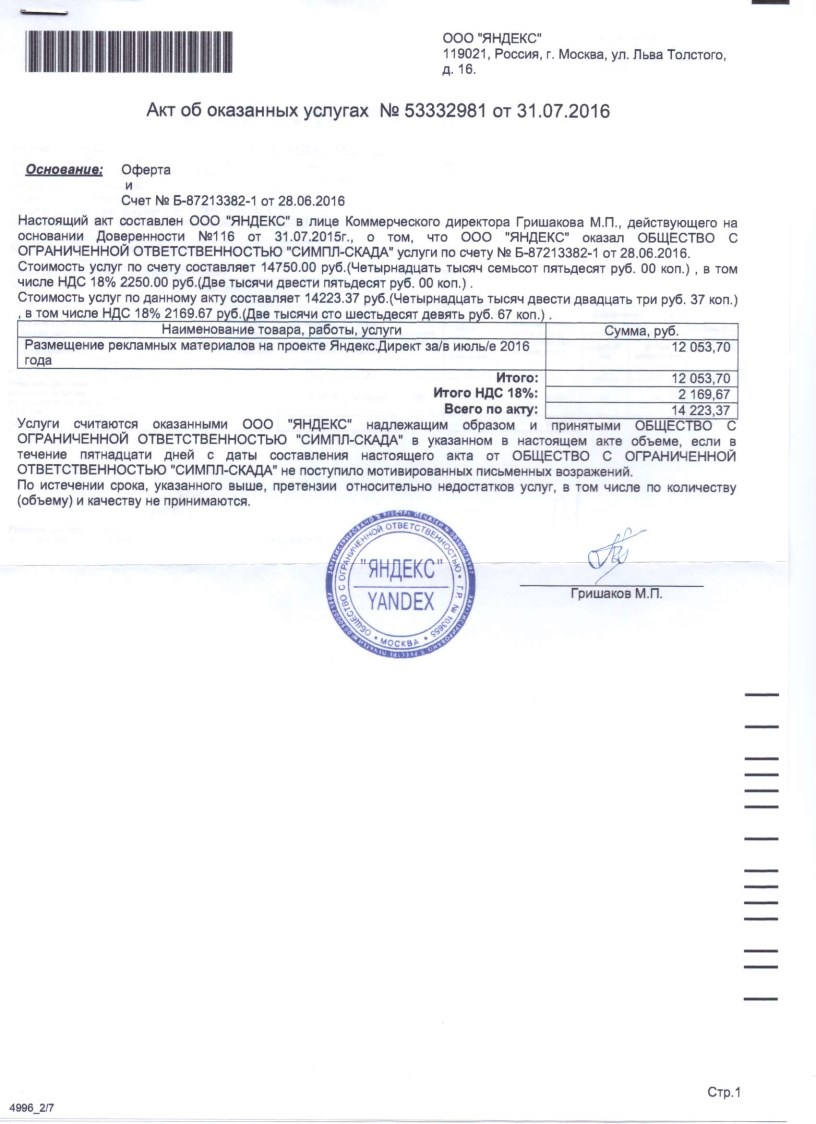 ООО "ЯНДЕКС"
119021, Россия, г. Москва, ул. Льва Толстого,
д. 16.
Акт об оказанных услугах № 53332981 от 31.07.2016
Основание: Оферта
и
Счет № Б-87213382-1 от 28.06.2016
Настоящий акт составлен ООО "ЯНДЕКС" в лице Коммерческого директора Гришакова М.П., действующего на
основании Доверенности №116 от 31.07.2015г., о том, что ООО "ЯНДЕКС" оказал ОБЩЕСТВО С
ОГРАНИЧЕННОЙ ОТВЕТСТВЕННОСТЬЮ "СИМПЛ-СКАДА" услуги по счету № Б-87213382-1 от 28.06.2016.
Стоимость услуг по счету составляет 14750.00 руб.(Четырнадцать тысяч семьсот пятьдесят руб. 00 коп.) , в том
числе НДС 18% 2250.00 руб.(Две тысячи двести пятьдесят руб. 00 коп.) .
Стоимость услуг по данному акту составляет 14223.37 руб.(Четырнадцать тысяч двести двадцать три руб. 37 коп.)
, в том числе НДС 18% 2169.67 руб.(Две тысячи сто шестьдесят девять руб. 67 коп.) .
Наименование товара, работы, услуги Сумма, руб.
Размещение рекламных материалов на проекте Яндекс.Директ за/в июль/е 2016 12 053,70
года
Итого: 12 053,70
Итого НДС 18%: 2 169,67
Всего по акту: 14 223,37
Услуги считаются оказанными ООО "ЯНДЕКС" надлежащим образом и принятыми ОБЩЕСТВО С
ОГРАНИЧЕННОЙ ОТВЕТСТВЕННОСТЬЮ "СИМПЛ-СКАДА" в указанном в настоящем акте объеме, если в
течение пятнадцати дней с даты составления настоящего акта от ОБЩЕСТВО С ОГРАНИЧЕННОЙ
ОТВЕТСТВЕННОСТЬЮ "СИМПЛ-СКАДА" не поступило мотивированных письменных возражений.
По истечении срока, указанного выше, претензии относительно недостатков услуг, в том числе по количеству
(объему) и качеству не принимаются.
ОБЩЕСТВО С ОГРАНИЧЕННОЙ ОТВЕТСТВЕННОСТЬЮ
"ЯНДЕКС"
YANDEX
МОСКВА
Гришаков М.П.
Стр.1
4996_2/7